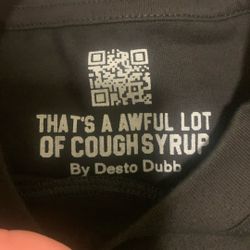 THAT'S A AWFUL LOT
OF COUGH SYRUP
By Desto Dubb